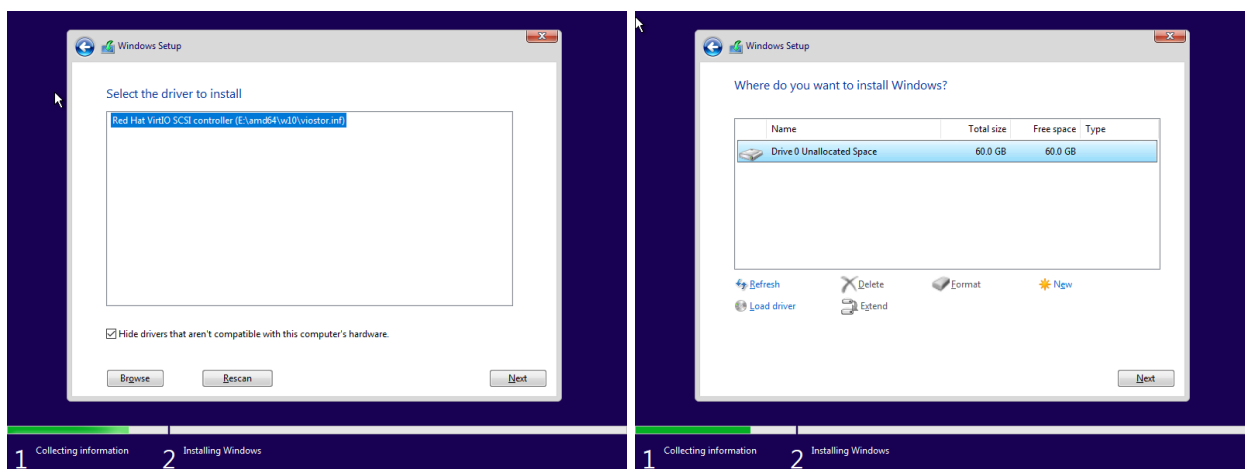 Windows Setup
Select the driver to install
Red Hat VirtIO SCSI controller (E:\amd64\w10\viostor.inf)
Hide drivers that aren't compatible with this computer's hardware.
Browse Rescan Next
1 Collecting information 2 Installing Windows
Windows Setup
Where do you want to install Windows?
Name Total size Free space Type
Drive 0 Unallocated Space 60.0 GB 60.0 GB
Refresh Delete Format New
Load driver Extend
Next
1 Collecting information 2 Installing Windows